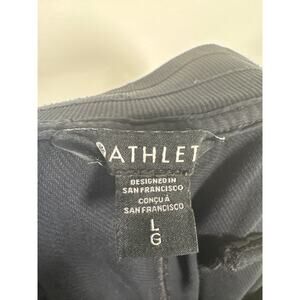 ATHLET
DESIGNED IN
SAN FRANCISCO
CONÇU À
SAN FRANCISCO
L
G